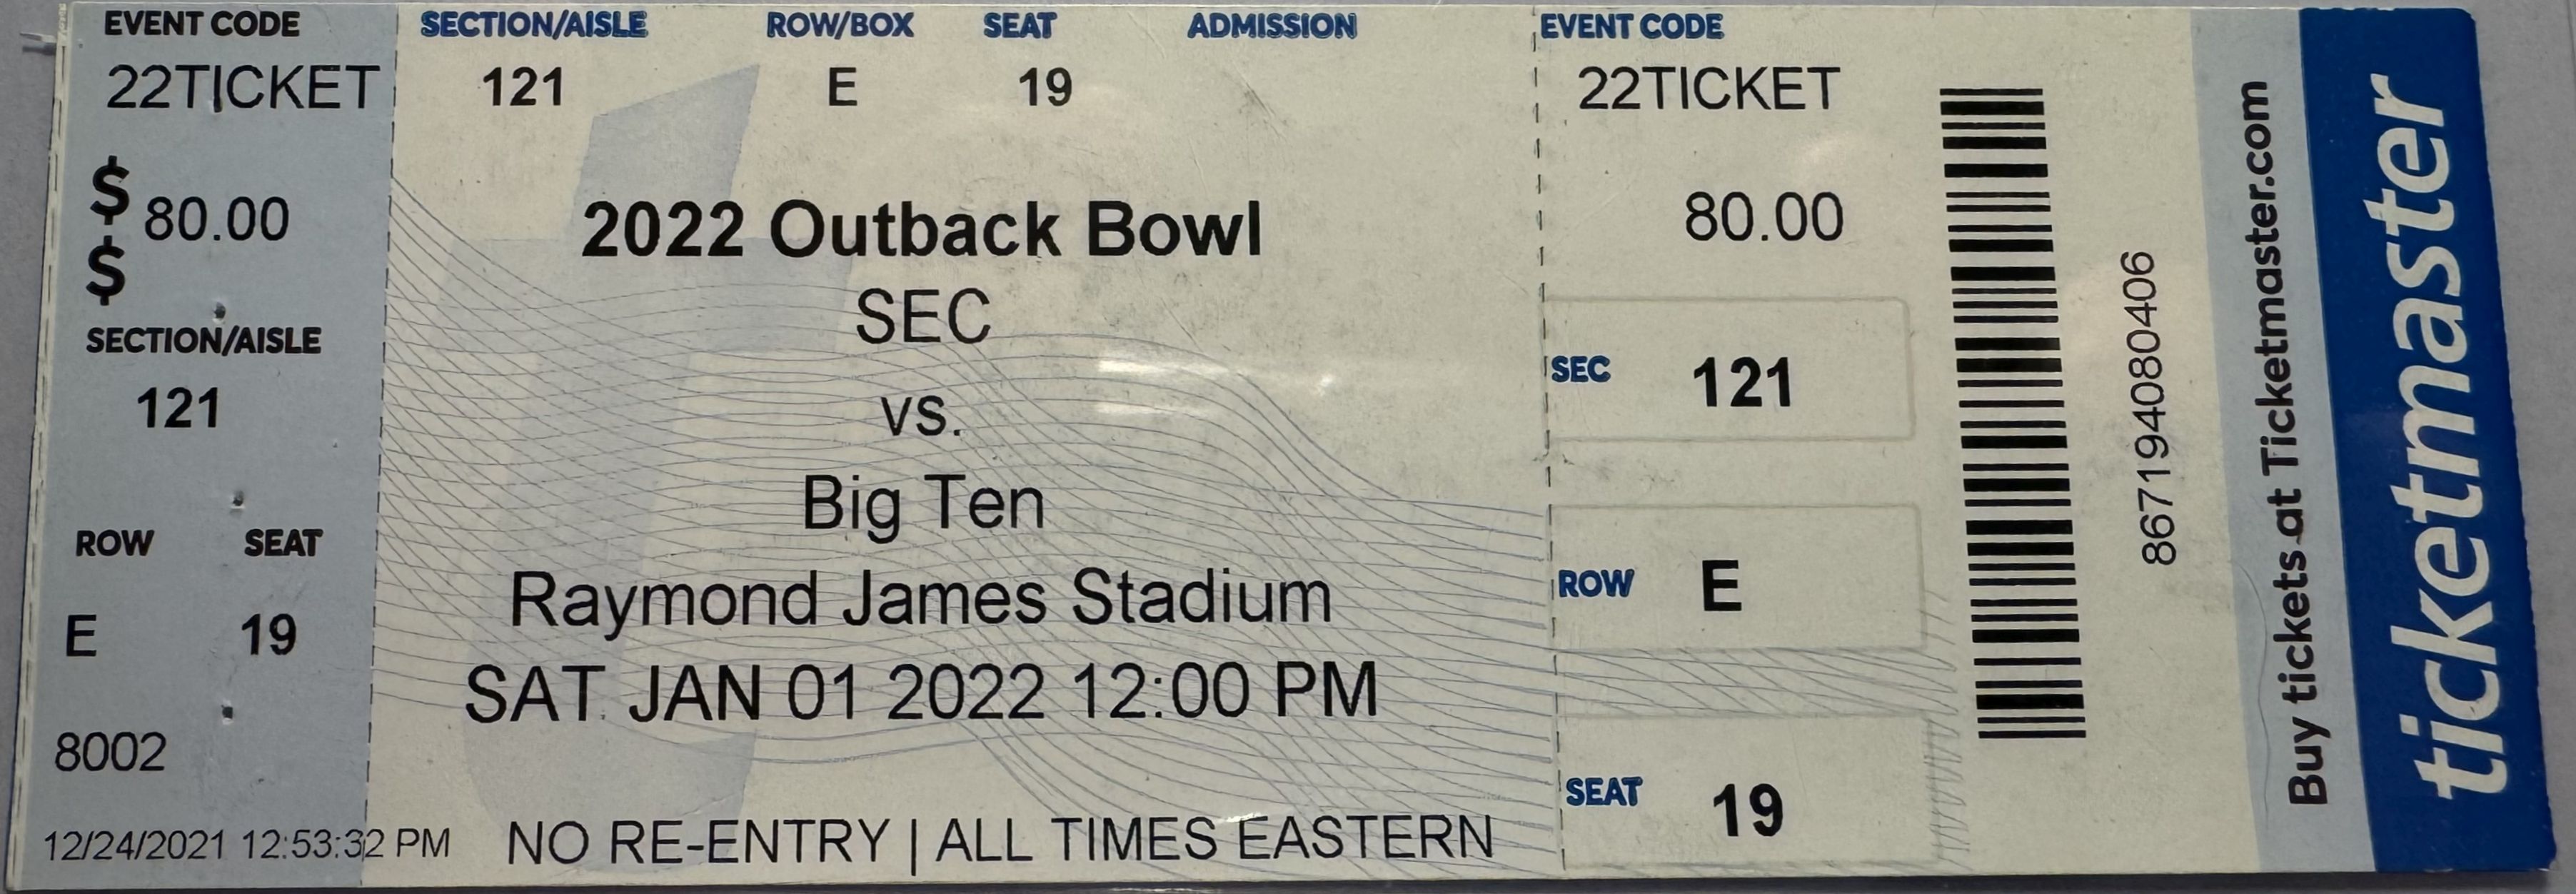 EVENT CODE
22TICKET
$ 80.00
$
SECTION/AISLE
121
ROW SEAT
E 19
8002
12/24/2021 12:53:32 PM
SECTION/AISLE ROW/BOX SEAT ADMISSION
121 E 19
2022 Outback Bowl
SEC
vs.
Big Ten
Raymond James Stadium
SAT JAN 01 2022 12:00 PM
NO RE-ENTRY | ALL TIMES EASTERN
EVENT CODE
22TICKET
80.00
SEC 121
ROW E
SEAT 19
867194080406
Buy tickets at Ticketmaster.com
ticketmaster